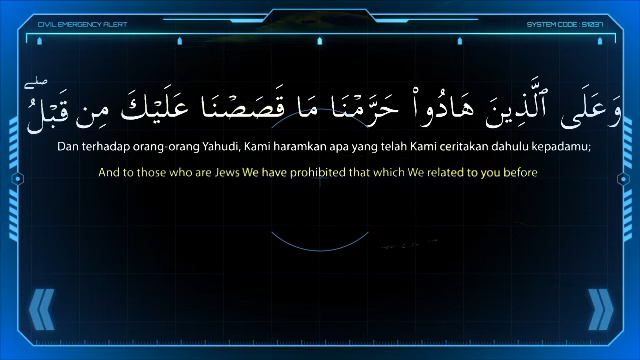 CIVIL EMERGENCY ALERT
SYSTEM CODE : S1037
وَعَلَى ٱلَّذِينَ هَادُوا۟ حَرَّمْنَا مَا قَصَصْنَا عَلَيْكَ مِن قَبْلُ ۖ
Dan terhadap orang-orang Yahudi, Kami haramkan apa yang telah Kami ceritakan dahulu kepadamu;
And to those who are Jews We have prohibited that which We related to you before